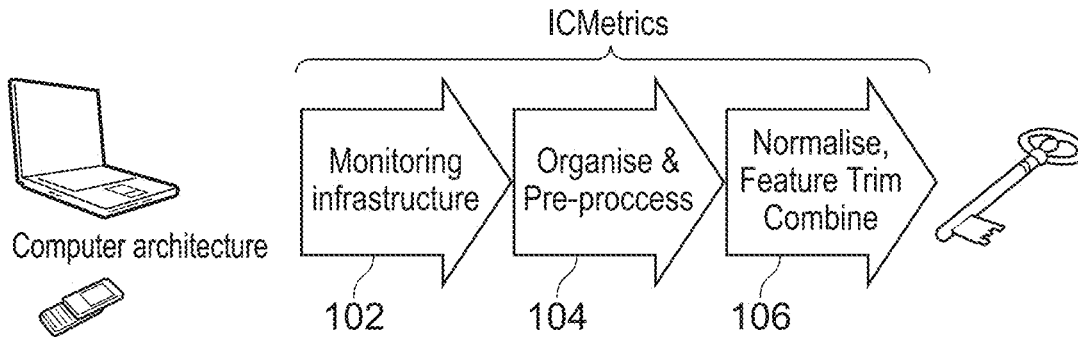 ICMetrics
Monitoring
infrastructure
Organise &
Pre-proccess
Normalise,
Feature Trim
Combine
Computer architecture
102
104
106